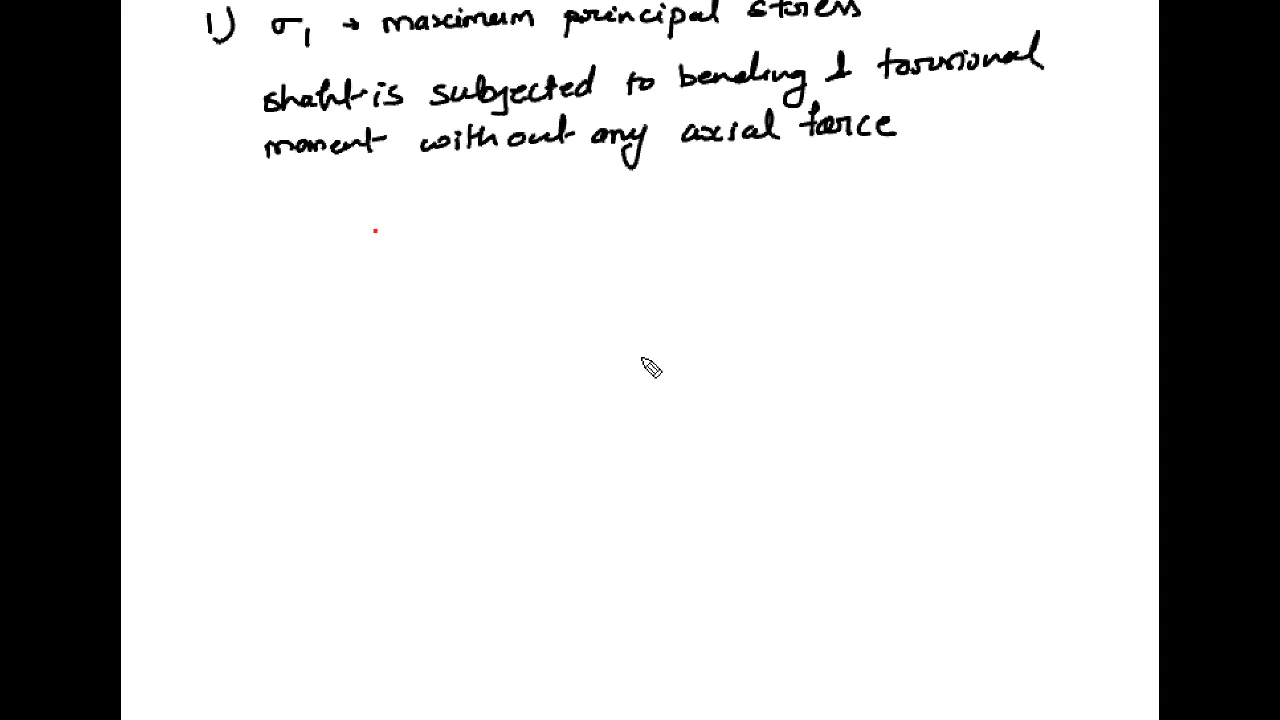 1) σ₁ → maximum principal stress
shaft is subjected to bending & torsional
moment without any axial force